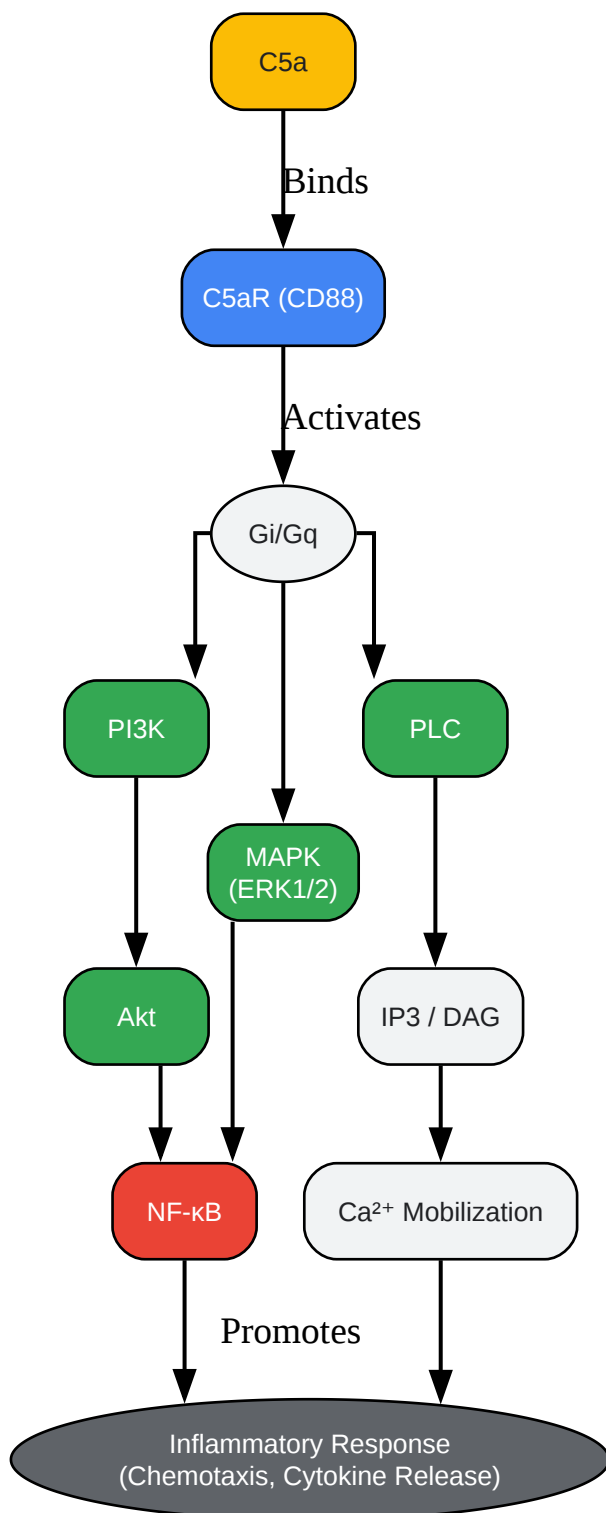 C5a
Binds
C5aR (CD88)
Activates
Gi/Gq
PI3K
PLC
MAPK
(ERK1/2)
Akt
IP3 / DAG
NF-κB
Ca²⁺ Mobilization
Promotes
Inflammatory Response
(Chemotaxis, Cytokine Release)